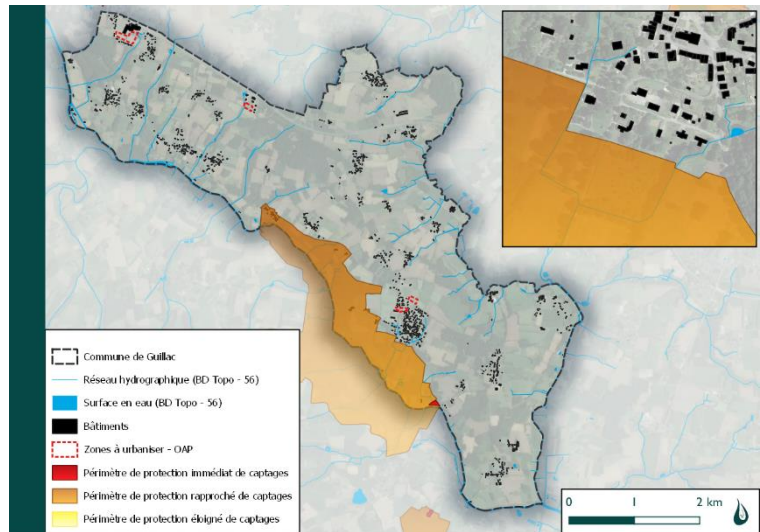 Commune de Guillac
Réseau hydrographique (BD Topo - 56)
Surface en eau (BD Topo - 56)
Bâtiments
Zones à urbaniser - OAP
Périmètre de protection immédiat de captages
Périmètre de protection rapproché de captages
Périmètre de protection éloigné de captages
0 1 2 km